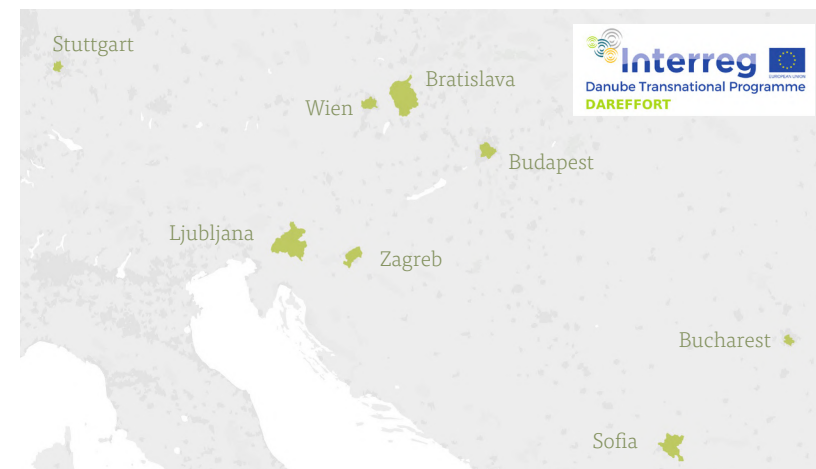 Stuttgart
Interreg
EUROPEAN UNION
Danube Transnational Programme
DAREFFORT
Bratislava
Wien
Budapest
Ljubljana
Zagreb
Bucharest
Sofia